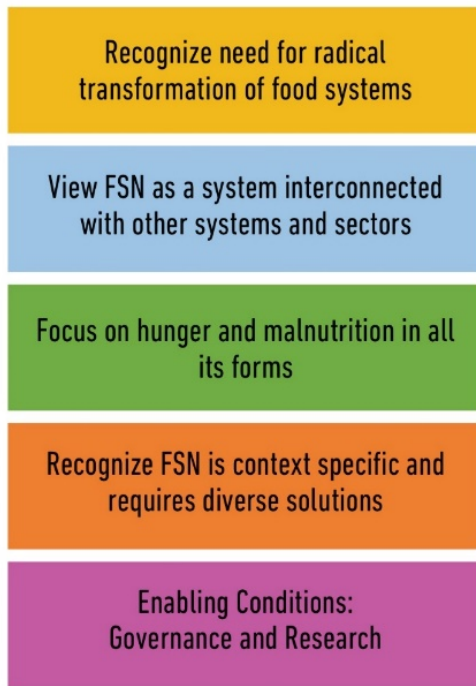 Recognize need for radical
transformation of food systems
View FSN as a system interconnected
with other systems and sectors
Focus on hunger and malnutrition in all
its forms
Recognize FSN is context specific and
requires diverse solutions
Enabling Conditions:
Governance and Research